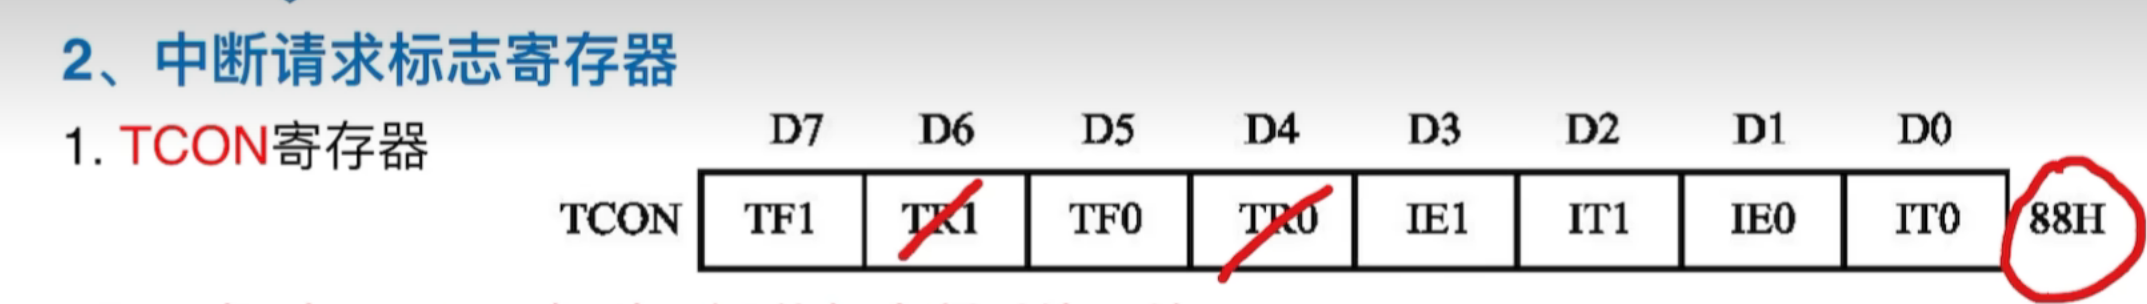 2、中断请求标志寄存器
1. TCON寄存器
D7 D6 D5 D4 D3 D2 D1 D0
TCON TF1 TR1 TF0 TR0 IE1 IT1 IE0 IT0 88H